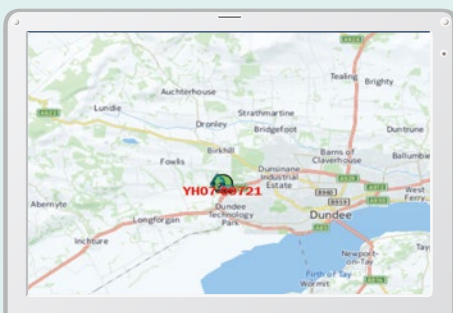 Tealing
Brighty
Auchterhouse
Lundie
Strathmartine
Dronley
Bridgefoot
Duntrune
Birkhill
Barns of
Claverhouse
Ballumbie
Fowlis
Dunsinane
Industrial
Estate
West
Ferry
Abernyte
Dundee
Technology
Park
Dundee
Longforgan
Inchture
Newport-
on-Tay
Tay
Firth of Tay
Wormit